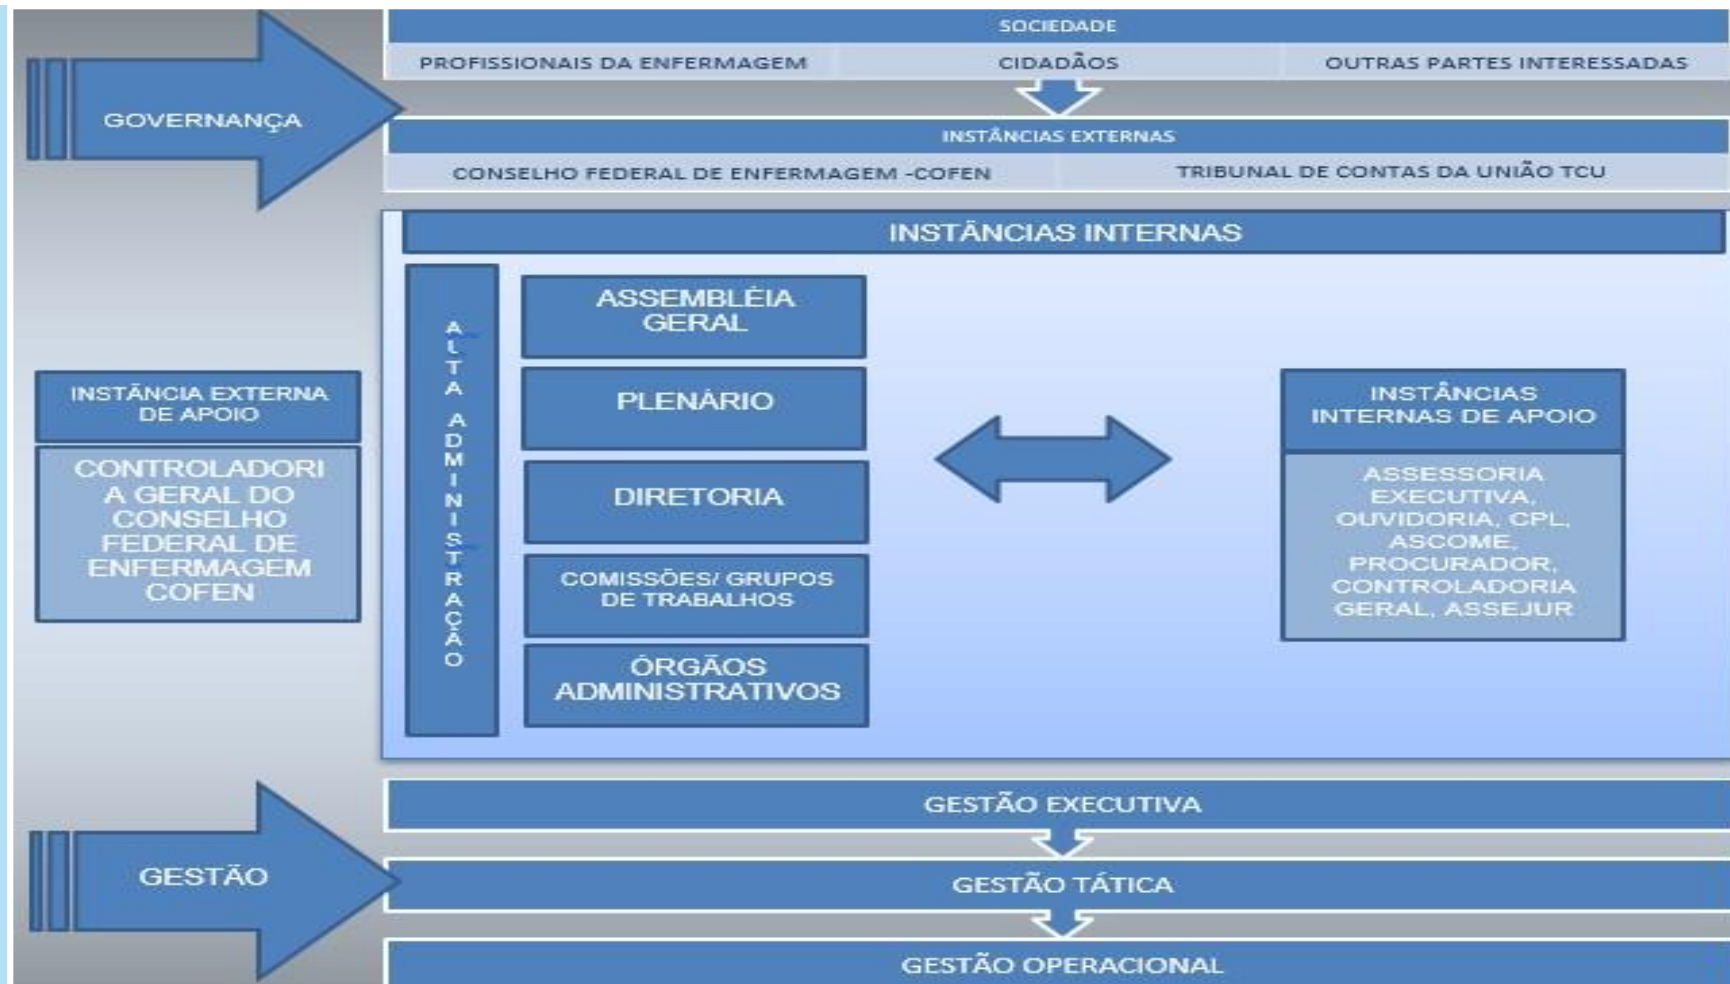 SOCIEDADE
PROFISSIONAIS DA ENFERMAGEM
CIDADÃOS
OUTRAS PARTES INTERESSADAS
GOVERNANÇA
INSTÂNCIAS EXTERNAS
CONSELHO FEDERAL DE ENFERMAGEM -COFEN
TRIBUNAL DE CONTAS DA UNIÃO TCU
INSTÂNCIAS INTERNAS
INSTÂNCIA EXTERNA
DE APOIO
CONTROLADORI
A GERAL DO
CONSELHO
FEDERAL DE
ENFERMAGEM
COFEN
ALTA ADMINISTRAÇÃO
ASSEMBLÉIA
GERAL
PLENÁRIO
DIRETORIA
COMISSÕES/ GRUPOS
DE TRABALHOS
ÓRGÃOS
ADMINISTRATIVOS
INSTÂNCIAS
INTERNAS DE APOIO
ASSESSORIA
EXECUTIVA,
OUVIDORIA, CPL,
ASCOME,
PROCURADOR,
CONTROLADORIA
GERAL, ASSEJUR
GESTÃO
GESTÃO EXECUTIVA
GESTÃO TÁTICA
GESTÃO OPERACIONAL